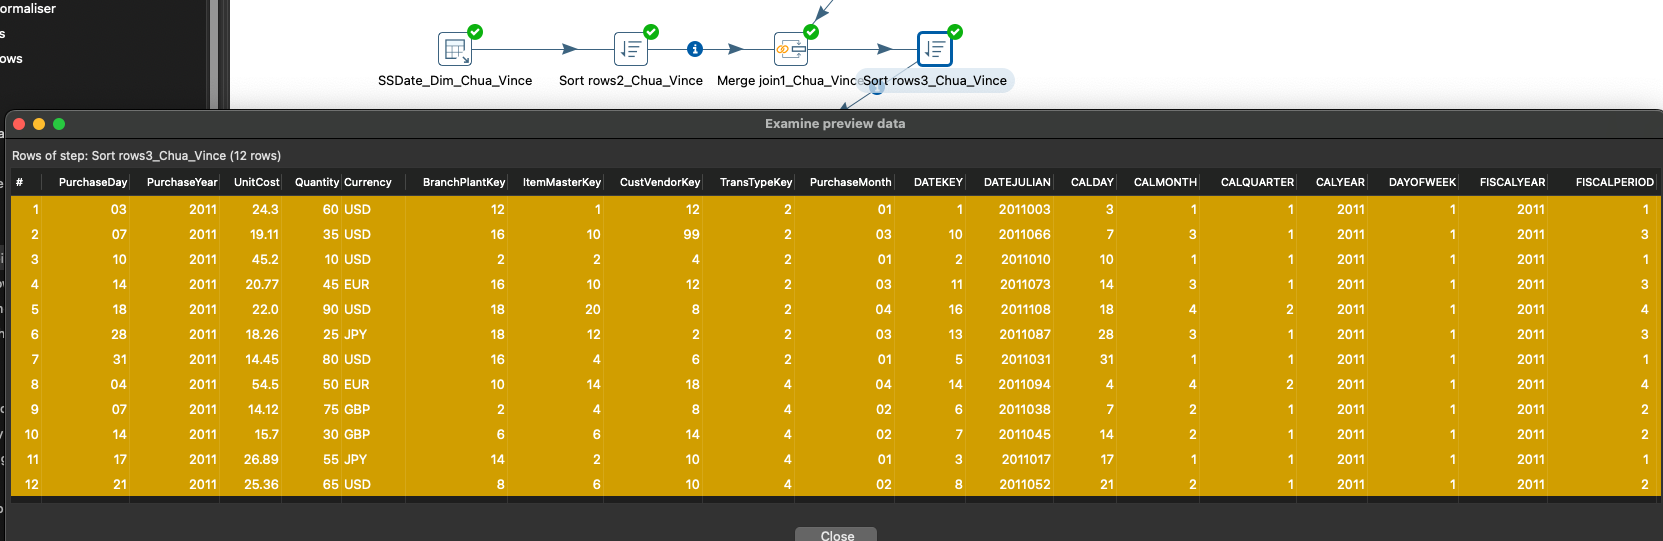 ormaliser
s
ows
SSDate_Dim_Chua_Vince Sort rows2_Chua_Vince Merge join1_Chua_Vince Sort rows3_Chua_Vince
Examine preview data
Rows of step: Sort rows3_Chua_Vince (12 rows)
# PurchaseDay PurchaseYear UnitCost Quantity Currency BranchPlantKey ItemMasterKey CustVendorKey TransTypeKey PurchaseMonth DATEKEY DATEJULIAN CALDAY CALMONTH CALQUARTER CALYEAR DAYOFWEEK FISCALYEAR FISCALPERIOD
1 03 2011 24.3 60 USD 12 1 12 2 01 1 2011003 3 1 1 2011 1 2011 1
2 07 2011 19.11 35 USD 16 10 99 2 03 10 2011066 7 3 1 2011 1 2011 3
3 10 2011 45.2 10 USD 2 2 4 2 01 2 2011010 10 1 1 2011 1 2011 1
4 14 2011 20.77 45 EUR 16 10 12 2 03 11 2011073 14 3 1 2011 1 2011 3
5 18 2011 22.0 90 USD 18 20 8 2 04 16 2011108 18 4 2 2011 1 2011 4
6 28 2011 18.26 25 JPY 18 12 2 2 03 13 2011087 28 3 1 2011 1 2011 3
7 31 2011 14.45 80 USD 16 4 6 2 01 5 2011031 31 1 1 2011 1 2011 1
8 04 2011 54.5 50 EUR 10 14 18 4 04 14 2011094 4 4 2 2011 1 2011 4
9 07 2011 14.12 75 GBP 2 4 8 4 02 6 2011038 7 2 1 2011 1 2011 2
10 14 2011 15.7 30 GBP 6 6 14 4 02 7 2011045 14 2 1 2011 1 2011 2
11 17 2011 26.89 55 JPY 14 2 10 4 01 3 2011017 17 1 1 2011 1 2011 1
12 21 2011 25.36 65 USD 8 6 10 4 02 8 2011052 21 2 1 2011 1 2011 2
Close